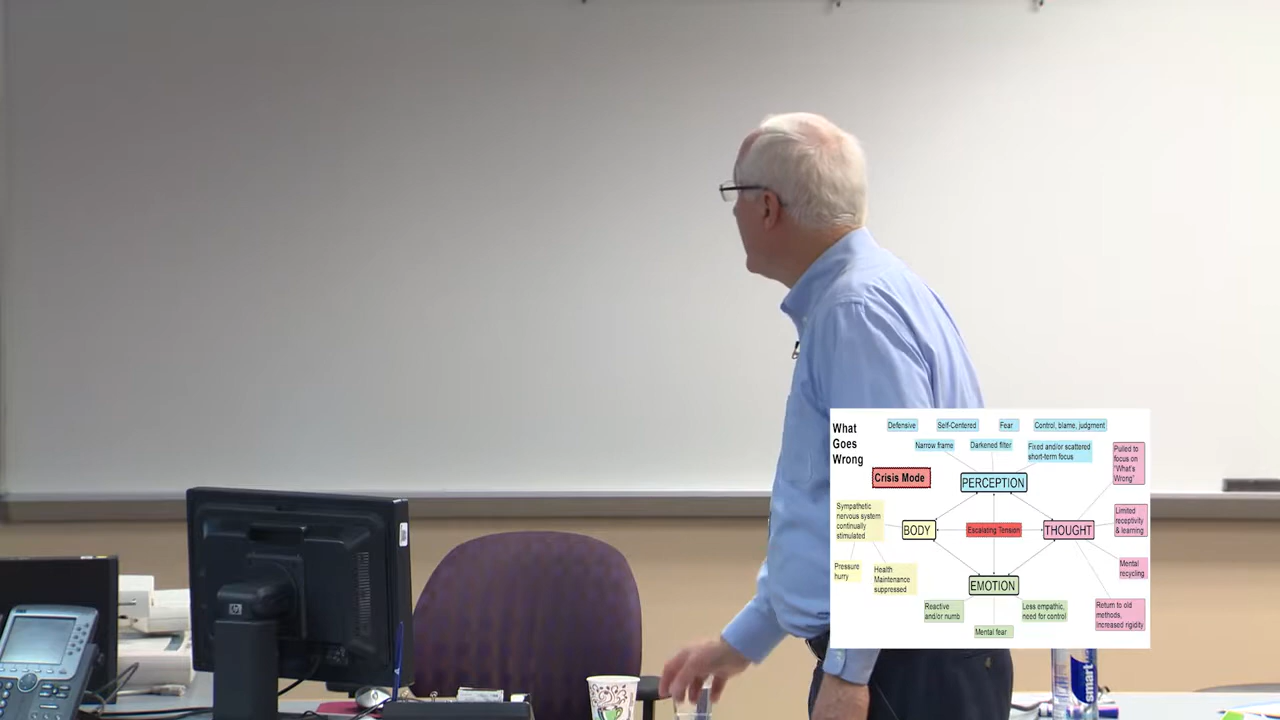 What
Goes
Wrong
Defensive
Self-Centered
Fear
Control, blame, judgment
Narrow frame
Darkened filter
Fixed and/or scattered
short-term focus
Pulled to
focus on
"What's
Wrong"
Crisis Mode
PERCEPTION
Sympathetic
nervous system
continually
stimulated
BODY
Escalating Tension
THOUGHT
Limited
receptivity
& learning
Pressure
hurry
Health
Maintenance
suppressed
EMOTION
Mental
recycling
Reactive
and/or numb
Less empathic,
need for control
Return to old
methods,
increased rigidity
Mental fear
hp
smart